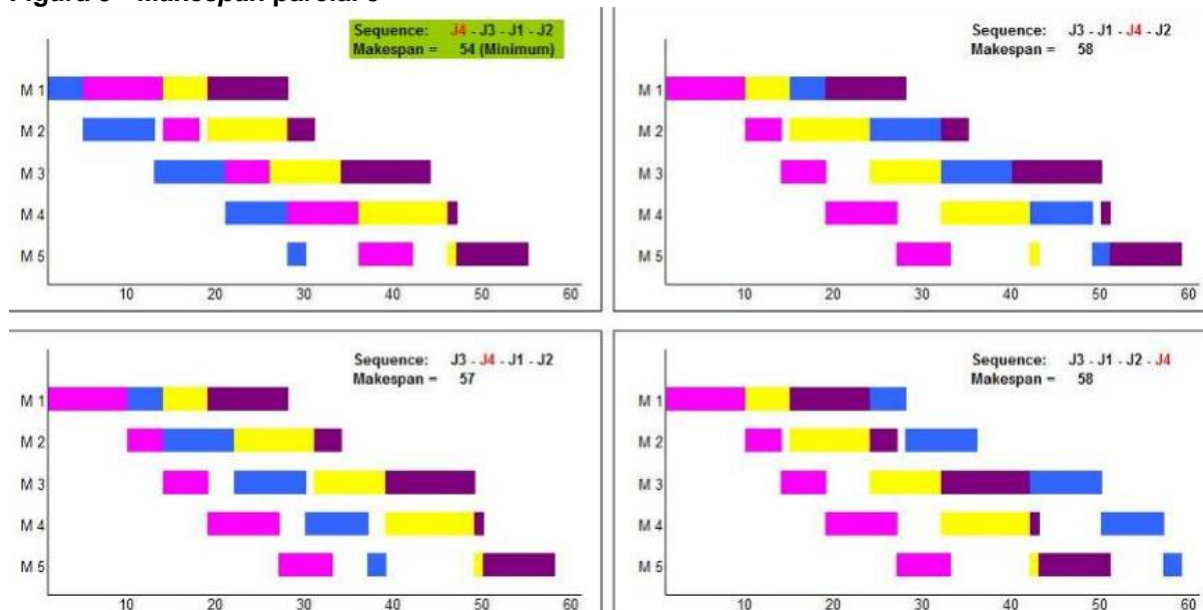 Makespan parcial
Sequence: J4 - J3 - J1 - J2
Makespan = 54 (Minimum)
M 1
M 2
M 3
M 4
M 5
10 20 30 40 50 60
Sequence: J3 - J1 - J4 - J2
Makespan = 58
M 1
M 2
M 3
M 4
M 5
10 20 30 40 50 60
Sequence: J3 - J4 - J1 - J2
Makespan = 57
M 1
M 2
M 3
M 4
M 5
10 20 30 40 50 60
Sequence: J3 - J1 - J2 - J4
Makespan = 58
M 1
M 2
M 3
M 4
M 5
10 20 30 40 50 60